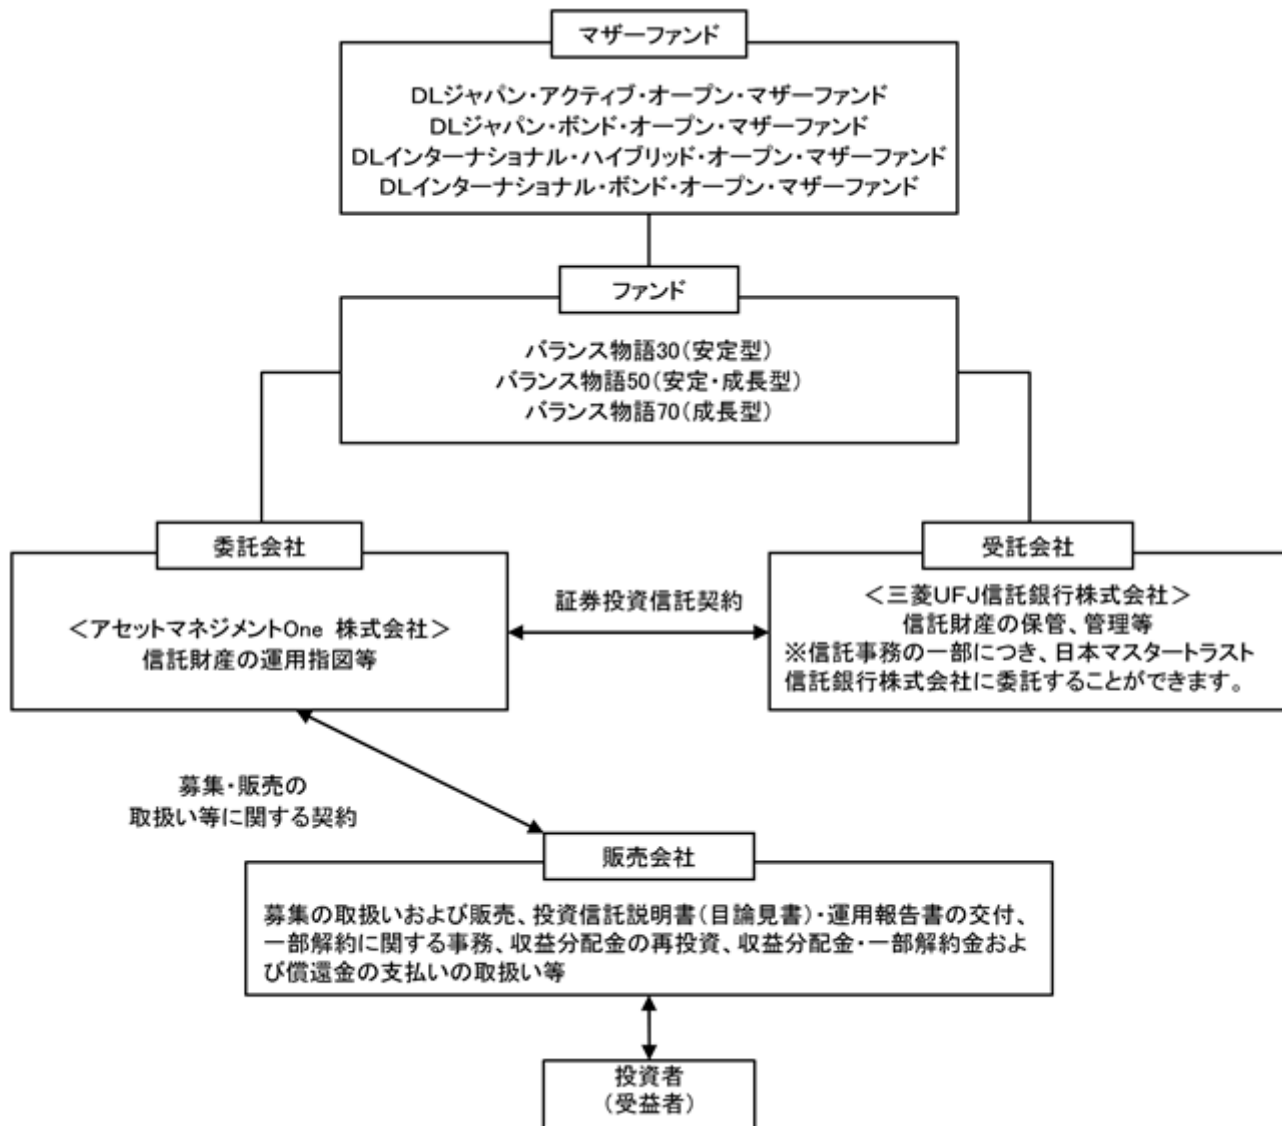 マザーファンド
DLジャパン・アクティブ・オープン・マザーファンド
DLジャパン・ボンド・オープン・マザーファンド
DLインターナショナル・ハイブリッド・オープン・マザーファンド
DLインターナショナル・ボンド・オープン・マザーファンド
ファンド
バランス物語30(安定型)
バランス物語50(安定・成長型)
バランス物語70(成長型)
委託会社
<アセットマネジメントOne 株式会社>
信託財産の運用指図等
証券投資信託契約
受託会社
<三菱UFJ信託銀行株式会社>
信託財産の保管、管理等
※信託事務の一部につき、日本マスタートラスト
信託銀行株式会社に委託することができます。
募集・販売の
取扱い等に関する契約
販売会社
募集の取扱いおよび販売、投資信託説明書(目論見書)・運用報告書の交付、
一部解約に関する事務、収益分配金の再投資、収益分配金・一部解約金およ
び償還金の支払いの取扱い等
投資者
(受益者)